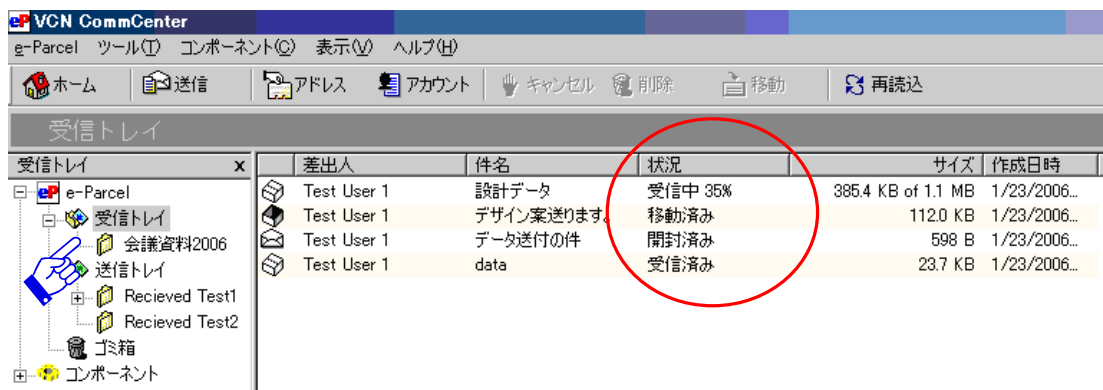 eP VCN CommCenter
e-Parcel ツール(T) コンポーネント(C) 表示(V) ヘルプ(H)
ホーム 送信 アドレス アカウント キャンセル 削除 移動 再読込
受信トレイ
受信トレイ x 差出人 件名 状況 サイズ 作成日時
eP e-Parcel Test User 1 設計データ 受信中 35% 385.4 KB of 1.1 MB 1/23/2006...
受信トレイ Test User 1 デザイン案送ります。 移動済み 112.0 KB 1/23/2006...
会議資料2006 Test User 1 データ送付の件 開封済み 598 B 1/23/2006...
送信トレイ Test User 1 data 受信済み 23.7 KB 1/23/2006...
Recieved Test1
Recieved Test2
ゴミ箱
コンポーネント